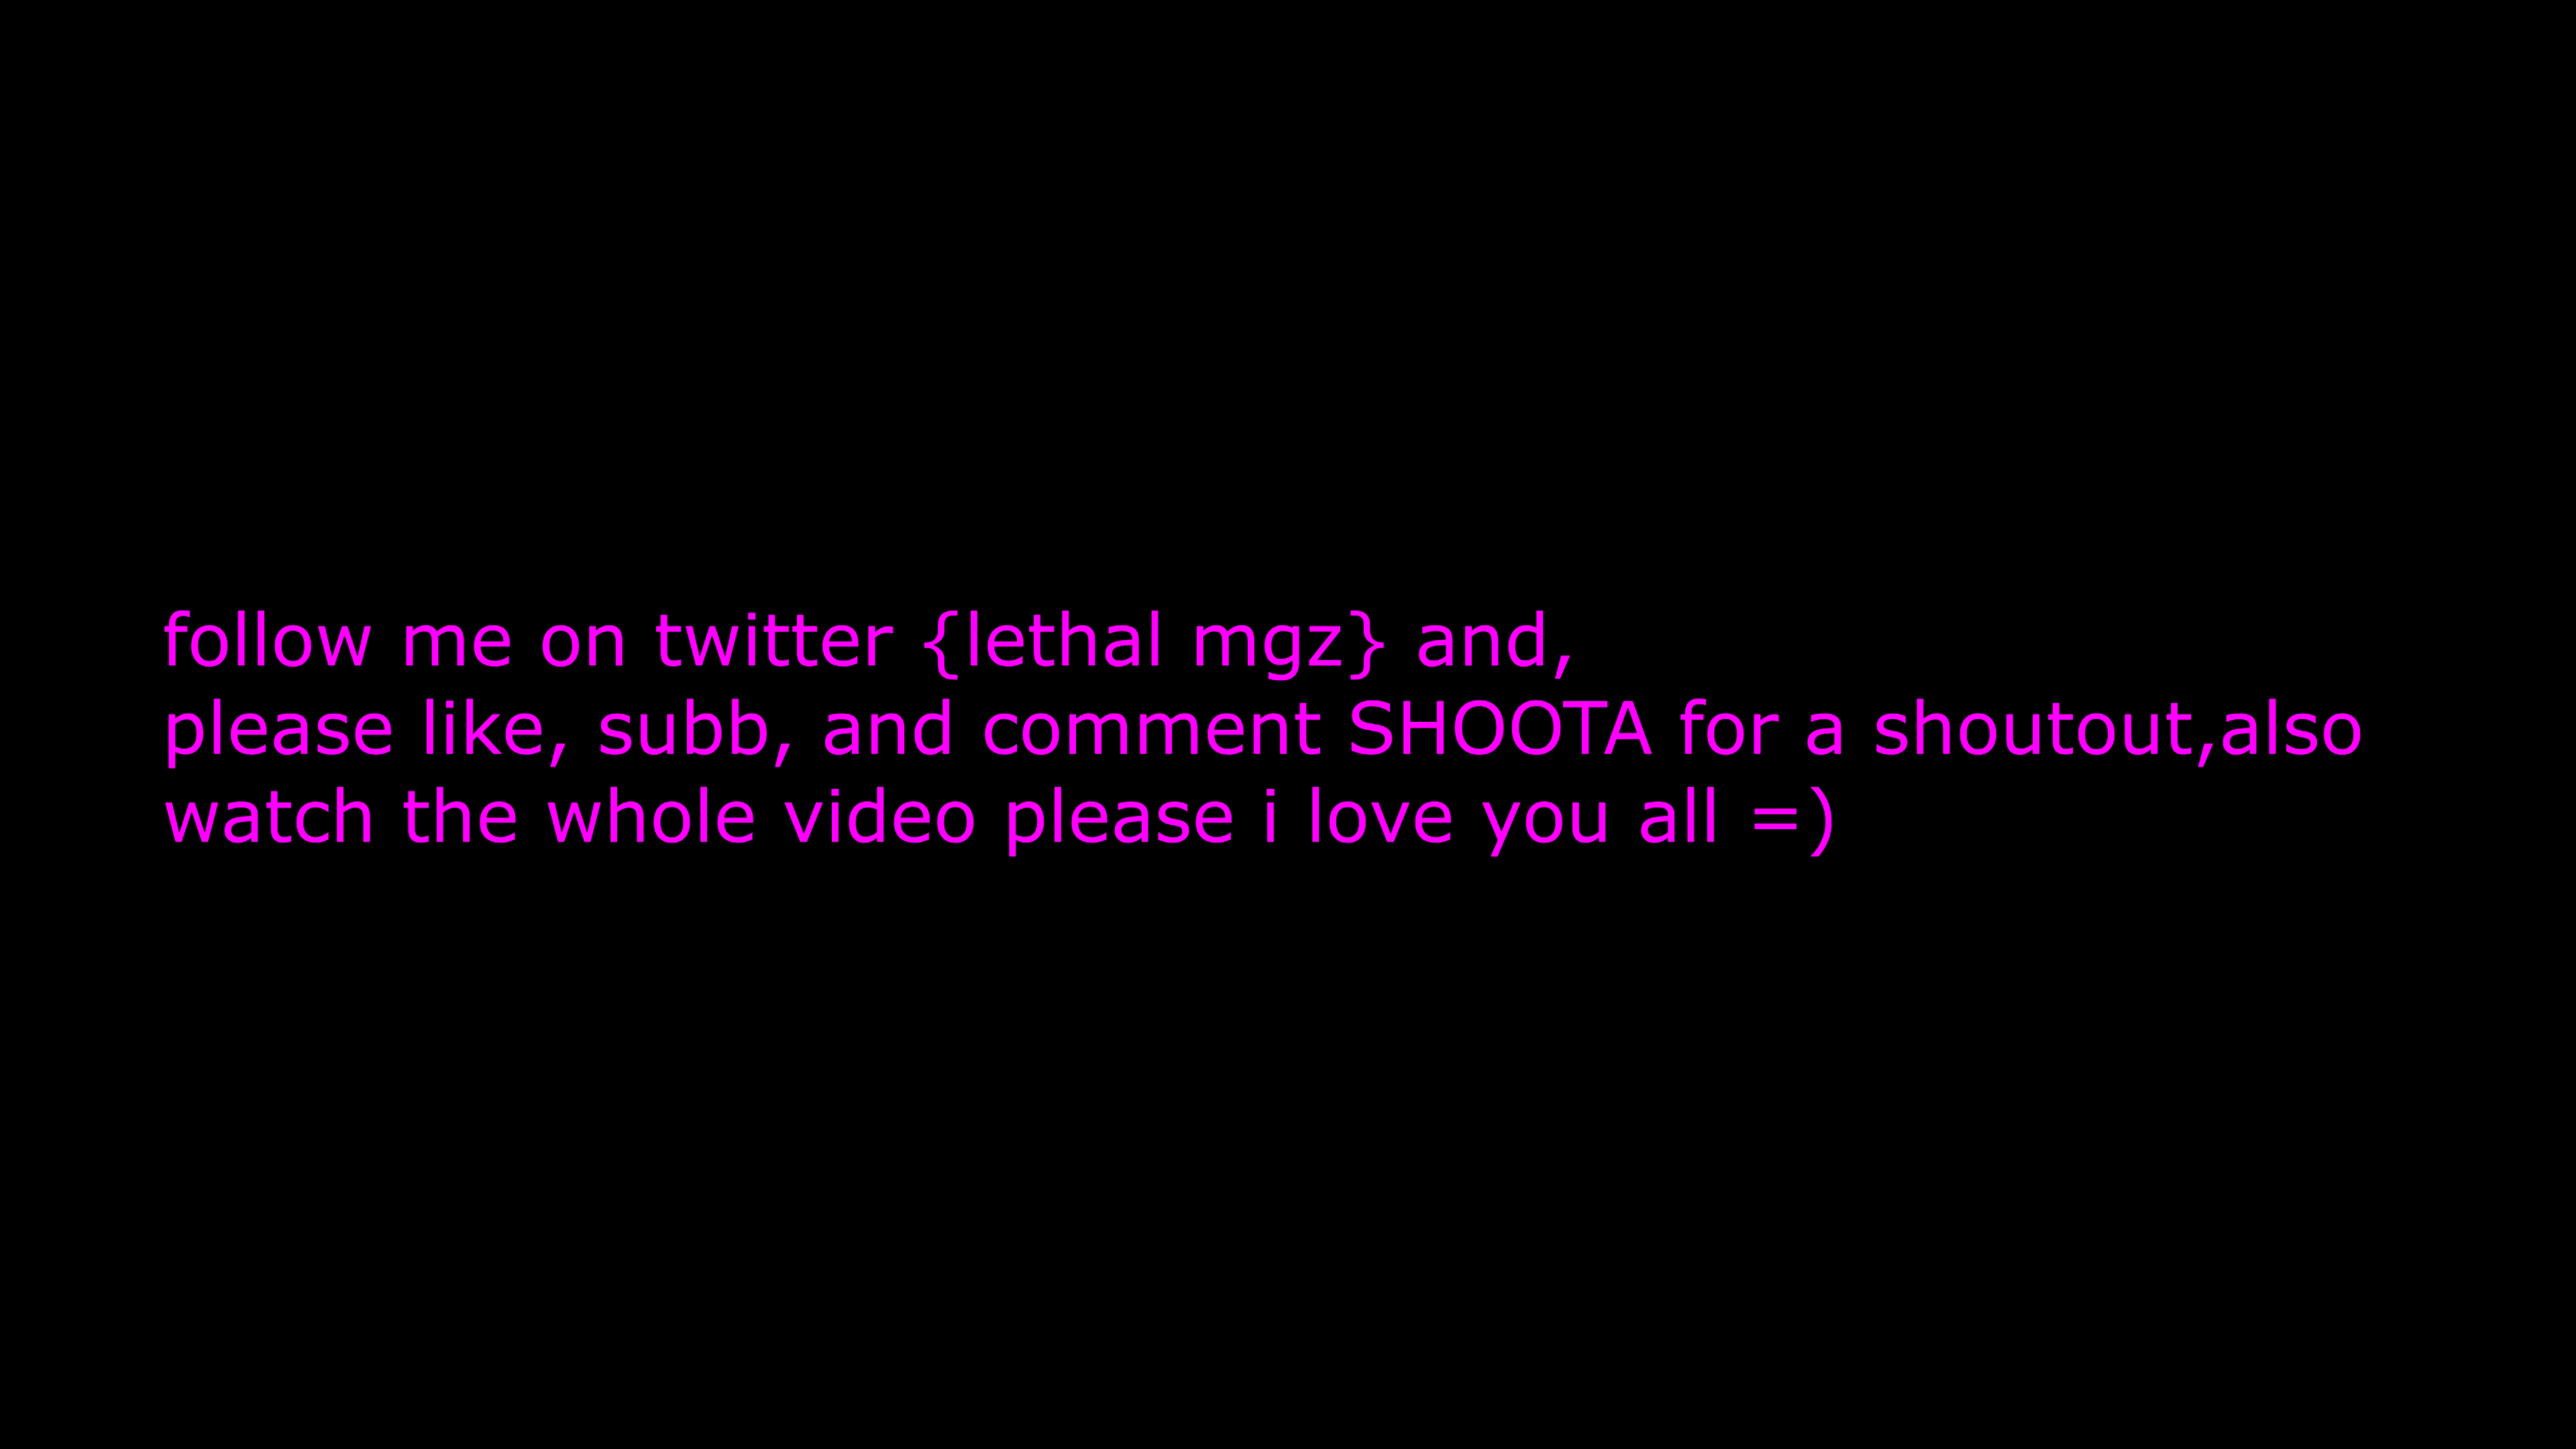 follow me on twitter {lethal mgz} and,
please like, subb, and comment SHOOTA for a shoutout,also
watch the whole video please i love you all =)